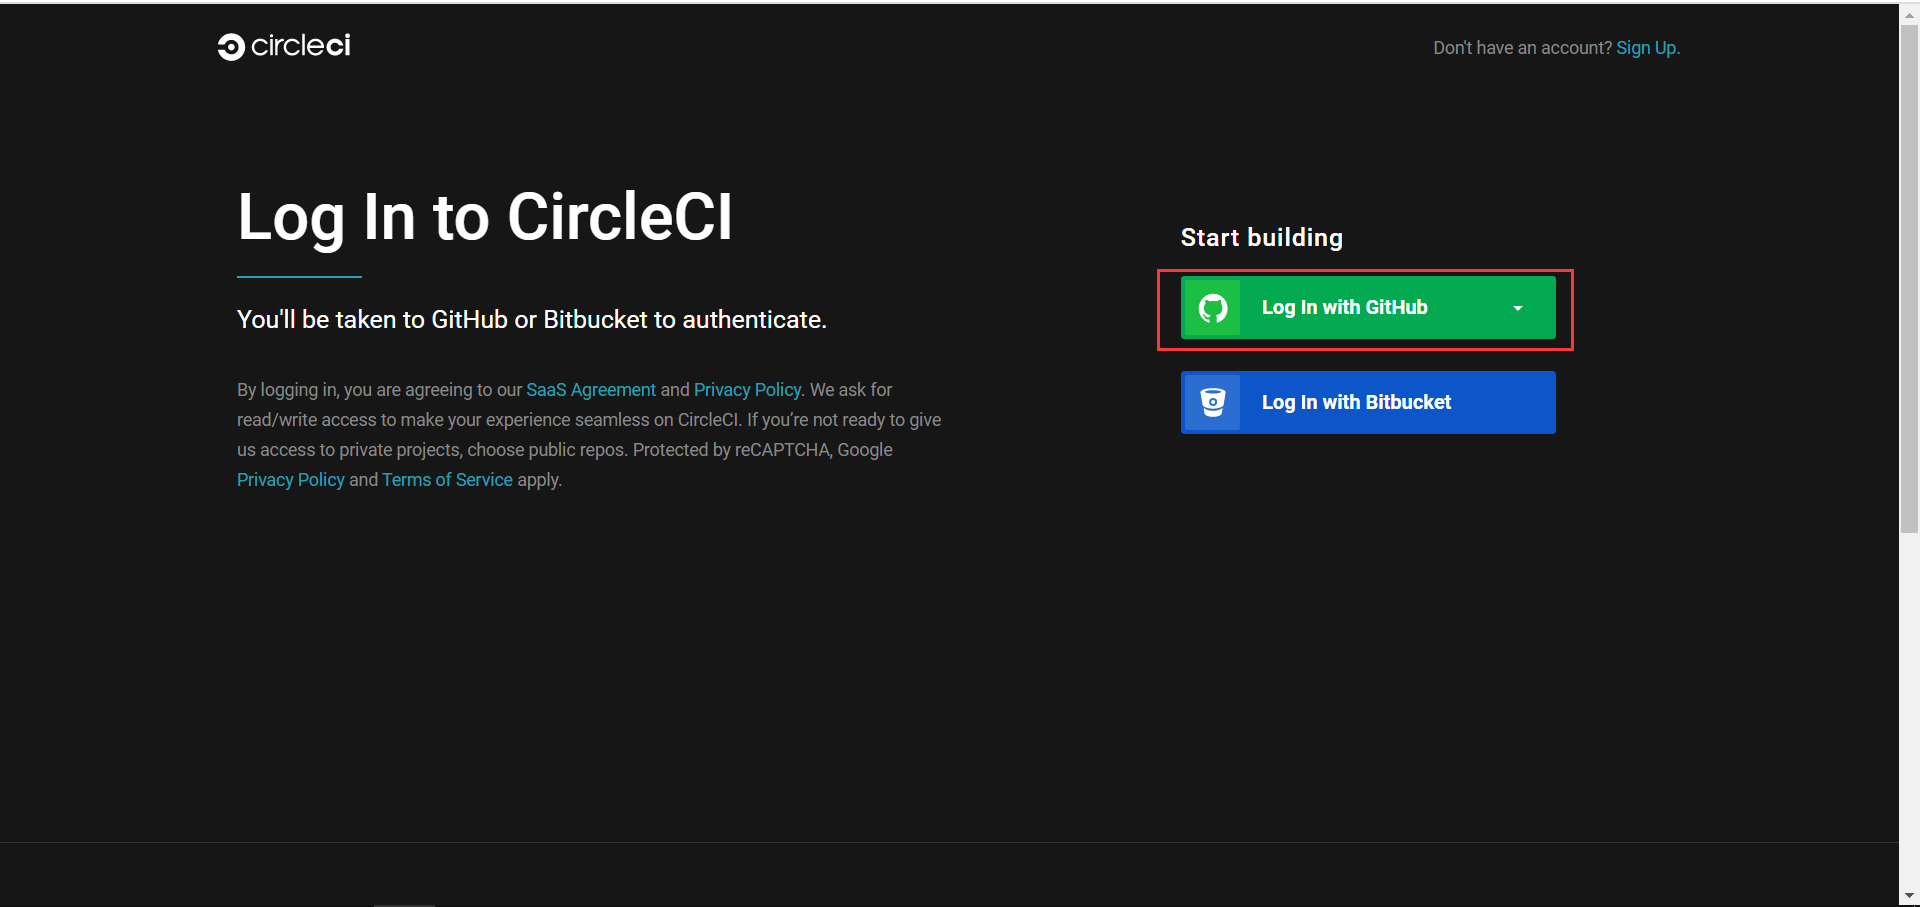 circleci
Don't have an account? Sign Up.
Log In to CircleCI
You'll be taken to GitHub or Bitbucket to authenticate.
By logging in, you are agreeing to our SaaS Agreement and Privacy Policy. We ask for
read/write access to make your experience seamless on CircleCI. If you’re not ready to give
us access to private projects, choose public repos. Protected by reCAPTCHA, Google
Privacy Policy and Terms of Service apply.
Start building
Log In with GitHub
Log In with Bitbucket